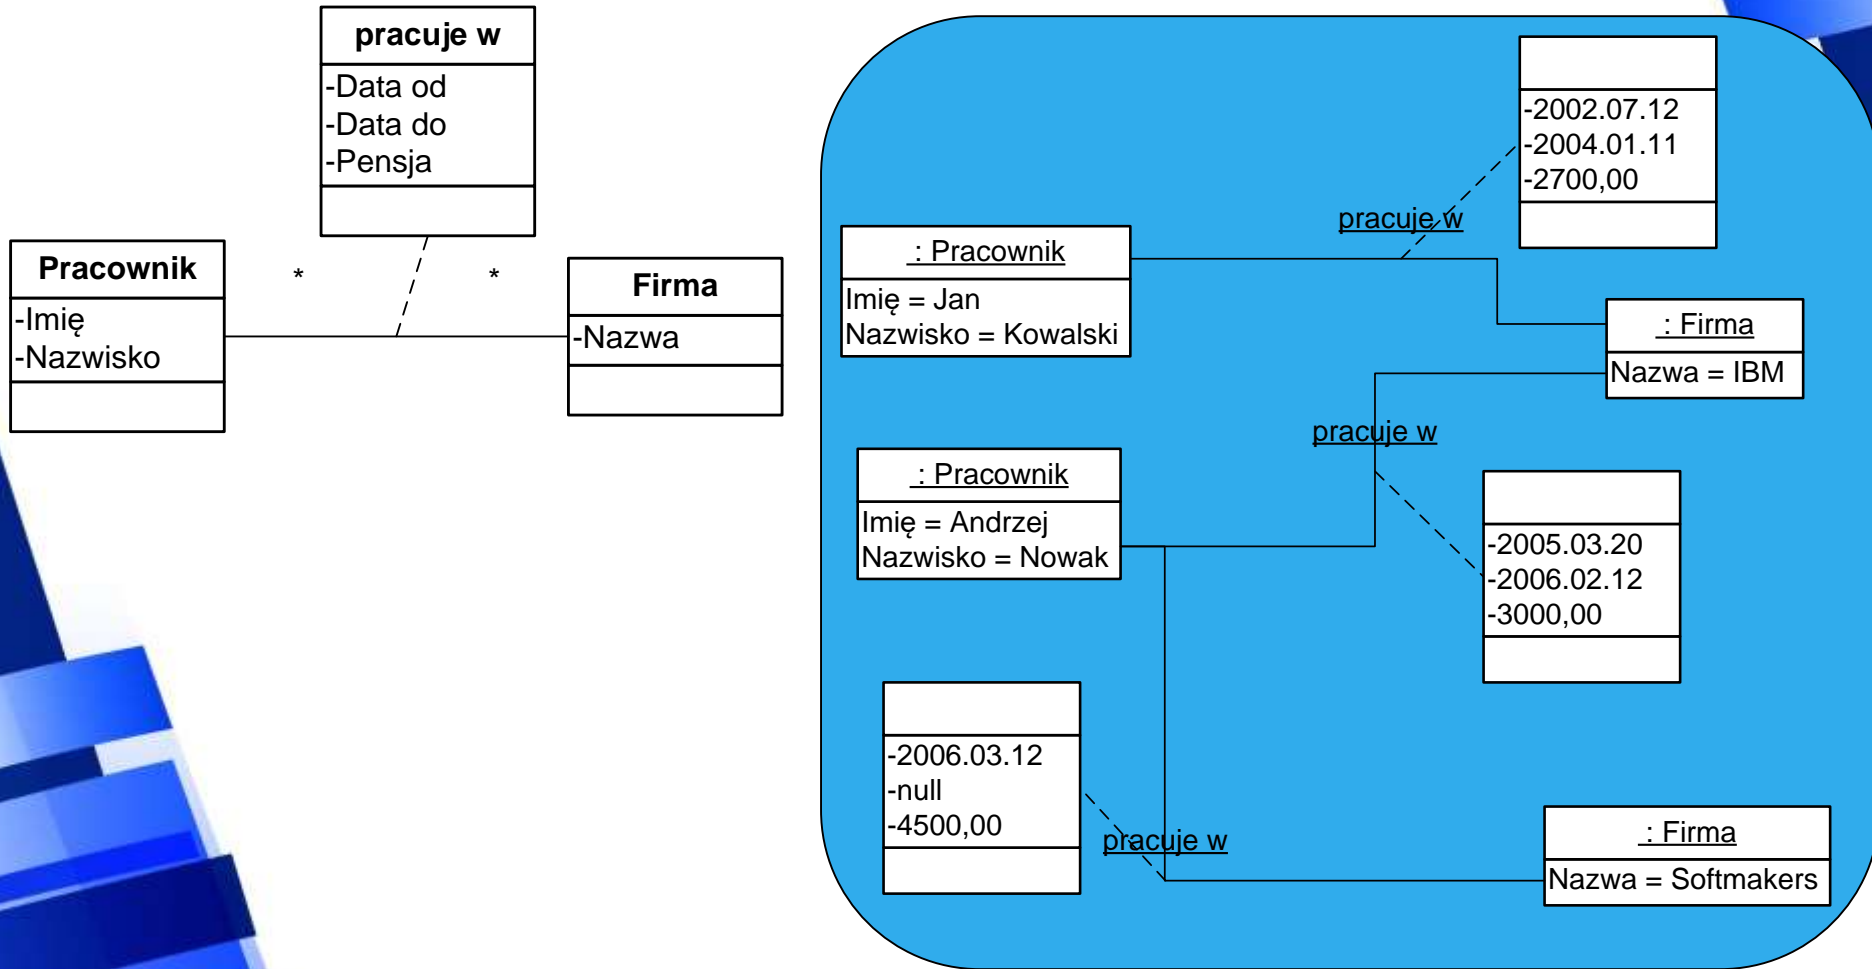 pracuje w
-Data od
-Data do
-Pensja
Pracownik
-Imię
-Nazwisko
*
*
Firma
-Nazwa
-2002.07.12
-2004.01.11
-2700,00
pracuje w
: Pracownik
Imię = Jan
Nazwisko = Kowalski
: Firma
Nazwa = IBM
pracuje w
: Pracownik
Imię = Andrzej
Nazwisko = Nowak
-2005.03.20
-2006.02.12
-3000,00
-2006.03.12
-null
-4500,00
pracuje w
: Firma
Nazwa = Softmakers